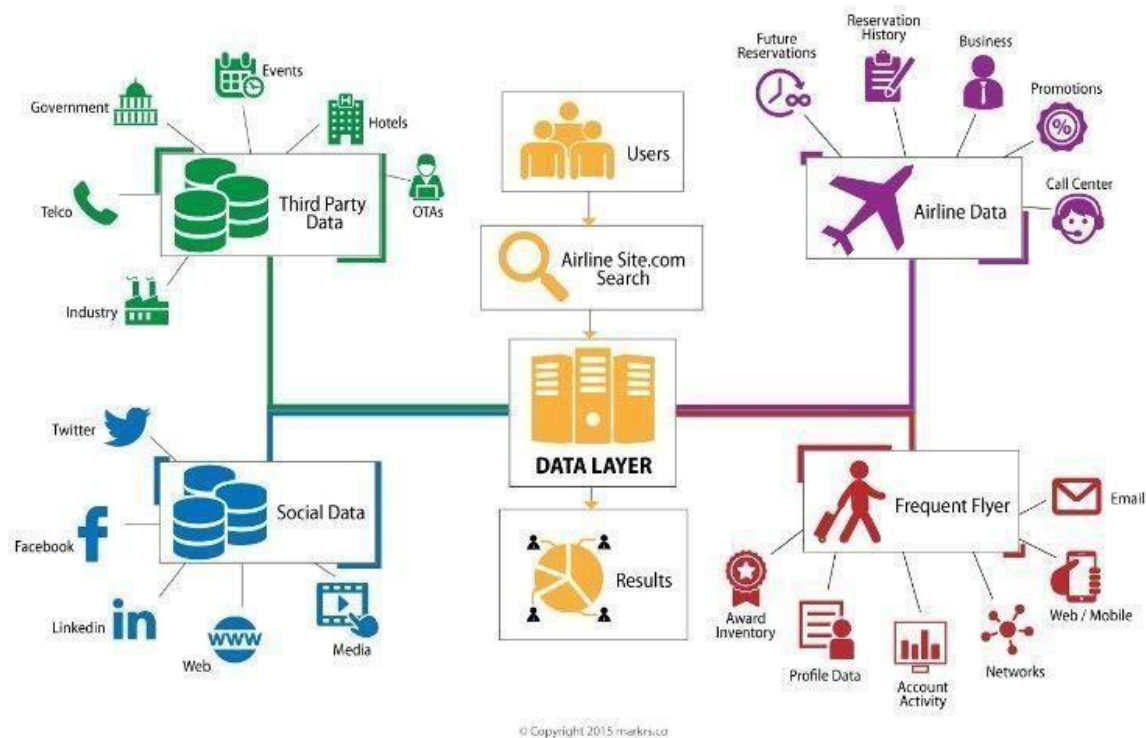 Events
Government
Hotels
Telco
Third Party
Data
OTAs
Industry
Users
Airline Site.com
Search
DATA LAYER
Results
Future
Reservations
Reservation
History
Business
Promotions
%
Airline Data
Call Center
Twitter
Social Data
Facebook
f
Linkedin
in
Web
www
Media
Frequent Flyer
Email
Web / Mobile
Award
Inventory
Profile Data
Account
Activity
Networks
H
© Copyright 2015 markrs.co